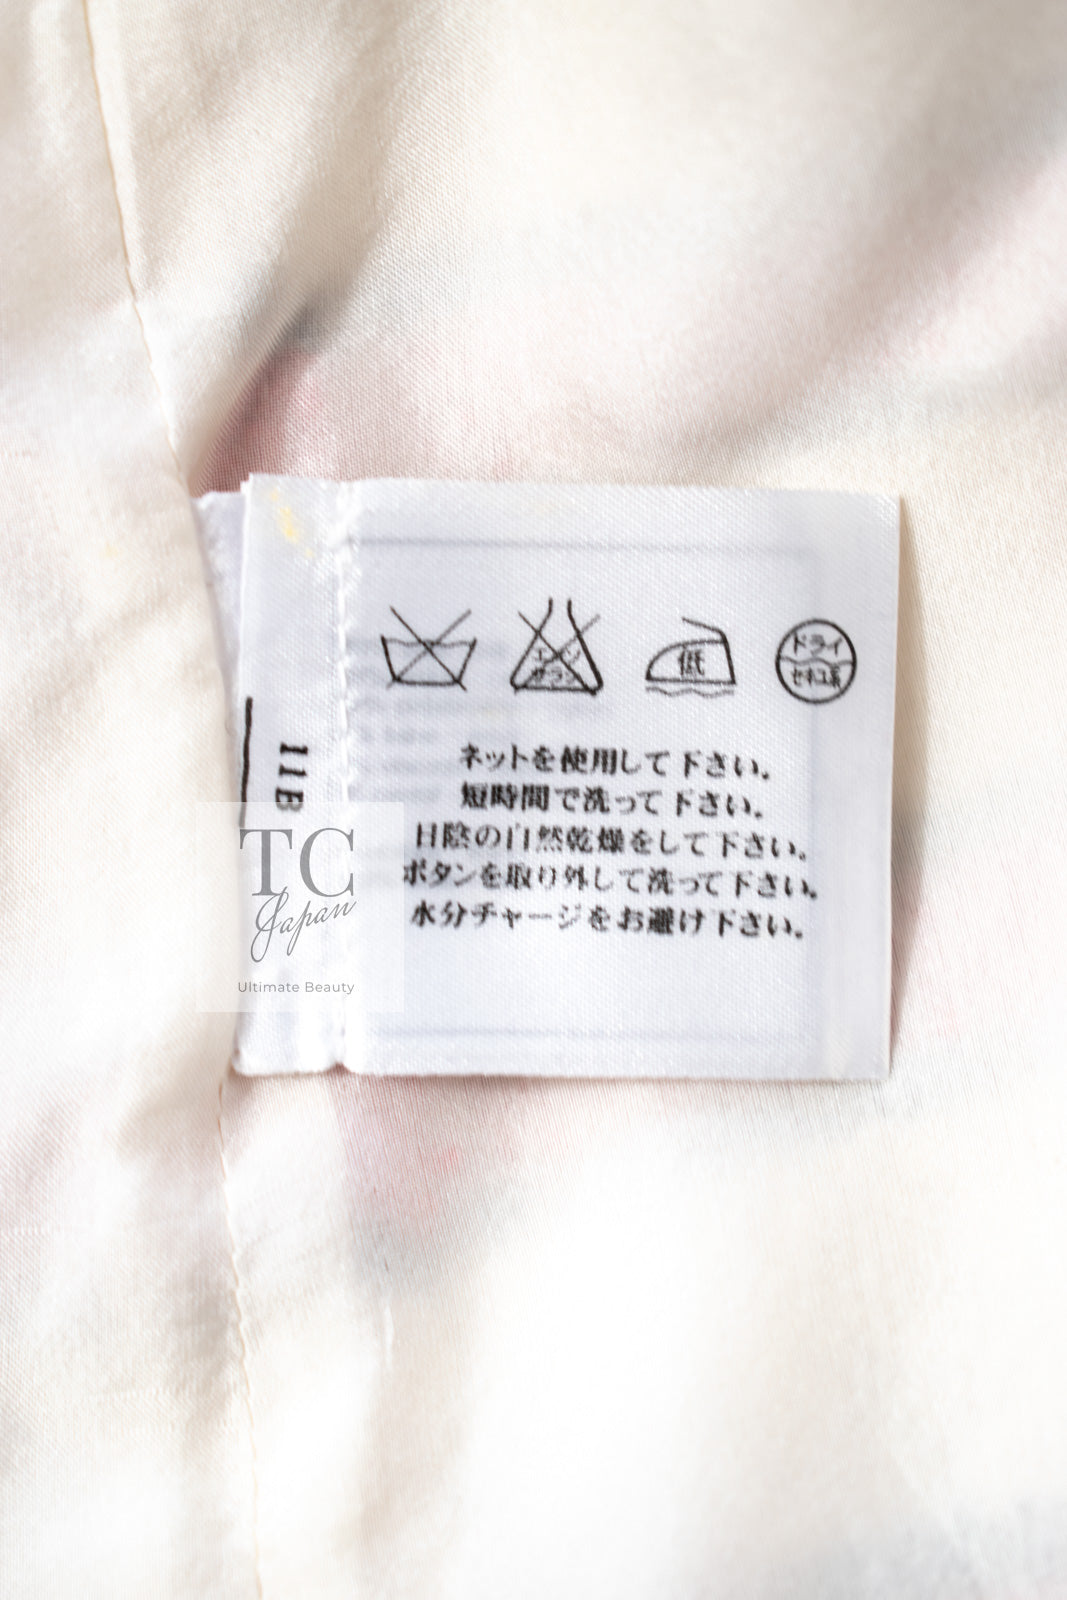 低
ドライ
セキユ系
ネットを使用して下さい。
短時間で洗って下さい。
日陰の自然乾燥をして下さい。
ボタンを取り外して洗って下さい。
水分チャージをお避け下さい。
11B
TC
Japan
Ultimate Beauty